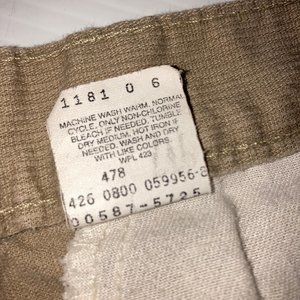 1181 0 6
MACHINE WASH WARM. NORMAL
CYCLE. ONLY NON-CHLORINE
BLEACH IF NEEDED. TUMBLE
DRY MEDIUM. HOT IRON IF
NEEDED. WASH AND DRY
WITH LIKE COLORS.
WPL 423
478
426 0800 059956-8
00587-5725